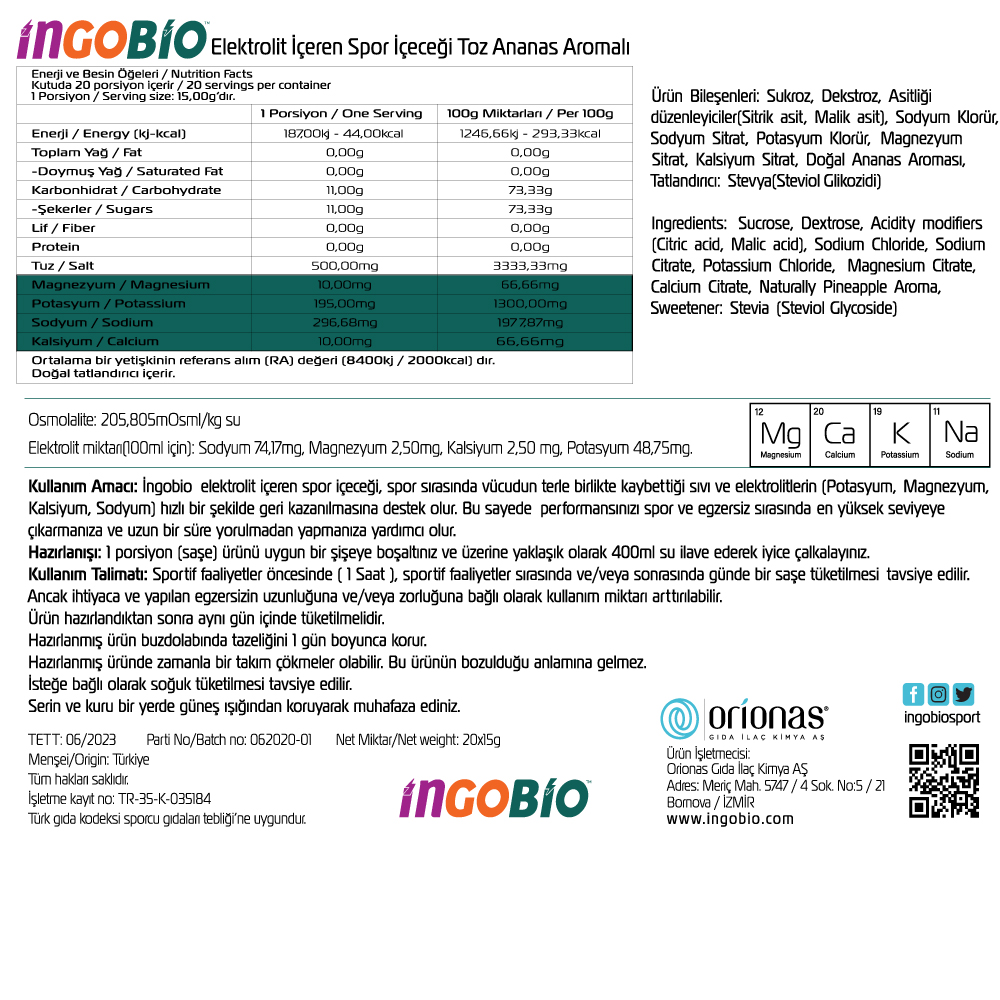 iNGOBİO™ Elektrolit İçeren Spor İçeceği Toz Ananas Aromalı
Enerji ve Besin Öğeleri / Nutrition Facts
Kutuda 20 porsiyon içerir / 20 servings per container
1 Porsiyon / Serving size: 15,00g'dır.
1 Porsiyon / One Serving 100g Miktarları / Per 100g
Enerji / Energy (kj-kcal) 187,00kj - 44,00kcal 1246,66kj - 293,33kcal
Toplam Yağ / Fat 0,00g 0,00g
-Doymuş Yağ / Saturated Fat 0,00g 0,00g
Karbonhidrat / Carbohydrate 11,00g 73,33g
-Şekerler / Sugars 11,00g 73,33g
Lif / Fiber 0,00g 0,00g
Protein 0,00g 0,00g
Tuz / Salt 500,00mg 3333,33mg
Magnezyum / Magnesium 10,00mg 66,66mg
Potasyum / Potassium 195,00mg 1300,00mg
Sodyum / Sodium 296,68mg 1977,87mg
Kalsiyum / Calcium 10,00mg 66,66mg
Ortalama bir yetişkinin referans alım (RA) değeri (8400kj / 2000kcal) dır.
Doğal tatlandırıcı içerir.
Ürün Bileşenleri: Sukroz, Dekstroz, Asitliği
düzenleyiciler(Sitrik asit, Malik asit), Sodyum Klorür,
Sodyum Sitrat, Potasyum Klorür, Magnezyum
Sitrat, Kalsiyum Sitrat, Doğal Ananas Aroması,
Tatlandırıcı: Stevya(Steviol Glikozidi)
Ingredients: Sucrose, Dextrose, Acidity modifiers
(Citric acid, Malic acid), Sodium Chloride, Sodium
Citrate, Potassium Chloride, Magnesium Citrate,
Calcium Citrate, Naturally Pineapple Aroma,
Sweetener: Stevia (Steviol Glycoside)
Osmolalite: 205,805mOsml/kg su
Elektrolit miktarı(100ml için): Sodyum 74,17mg, Magnezyum 2,50mg, Kalsiyum 2,50 mg, Potasyum 48,75mg.
12 20 19 11
Mg Ca K Na
Magnesium Calcium Potassium Sodium
Kullanım Amacı: İngobio elektrolit içeren spor içeceği, spor sırasında vücudun terle birlikte kaybettiği sıvı ve elektrolitlerin (Potasyum, Magnezyum,
Kalsiyum, Sodyum) hızlı bir şekilde geri kazanılmasına destek olur. Bu sayede performansınızı spor ve egzersiz sırasında en yüksek seviyeye
çıkarmanıza ve uzun bir süre yorulmadan yapmanıza yardımcı olur.
Hazırlanışı: 1 porsiyon (saşe) ürünü uygun bir şişeye boşaltınız ve üzerine yaklaşık olarak 400ml su ilave ederek iyice çalkalayınız.
Kullanım Talimatı: Sportif faaliyetler öncesinde ( 1 Saat ), sportif faaliyetler sırasında ve/veya sonrasında günde bir saşe tüketilmesi tavsiye edilir.
Ancak ihtiyaca ve yapılan egzersizin uzunluğuna ve/veya zorluğuna bağlı olarak kullanım miktarı arttırılabilir.
Ürün hazırlandıktan sonra aynı gün içinde tüketilmelidir.
Hazırlanmış ürün buzdolabında tazeliğini 1 gün boyunca korur.
Hazırlanmış üründe zamanla bir takım çökmeler olabilir. Bu ürünün bozulduğu anlamına gelmez.
İsteğe bağlı olarak soğuk tüketilmesi tavsiye edilir.
Serin ve kuru bir yerde güneş ışığından koruyarak muhafaza ediniz.
TETT: 06/2023 Parti No/Batch no: 062020-01 Net Miktar/Net weight: 20x15g
Menşei/Origin: Türkiye
Tüm hakları saklıdır.
İşletme kayıt no: TR-35-K-035184
Türk gıda kodeksi sporcu gıdaları tebliği'ne uygundur.
iNGOBİO™
orionas®
GIDA İLAÇ KİMYA AŞ
Ürün İşletmecisi:
Orionas Gıda İlaç Kimya AŞ
Adres: Meriç Mah. 5747 / 4 Sok. No:5 / 21
Bornova / İZMİR
www.ingobio.com
ingobiosport